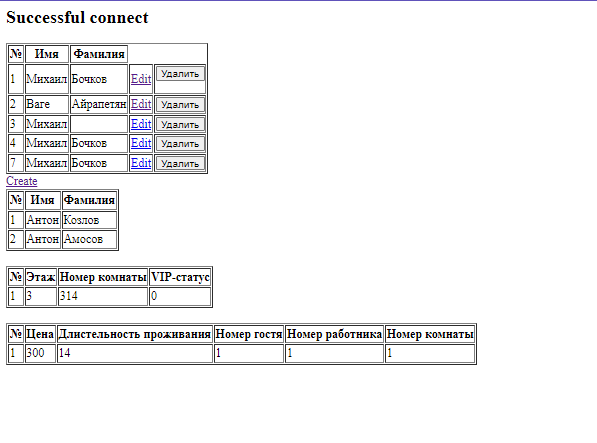 Successful connect
№ Имя Фамилия
1 Михаил Бочков Edit Удалить
2 Ваге Айрапетян Edit Удалить
3 Михаил Edit Удалить
4 Михаил Бочков Edit Удалить
7 Михаил Бочков Edit Удалить
Create
№ Имя Фамилия
1 Антон Козлов
2 Антон Амосов
№ Этаж Номер комнаты VIP-статус
1 3 314 0
№ Цена Длистельность проживания Номер гостя Номер работника Номер комнаты
1 300 14 1 1 1